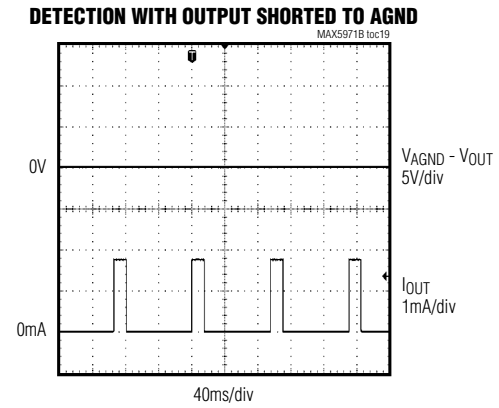 DETECTION WITH OUTPUT SHORTED TO AGND
MAX5971B toc19
T
0V
VAGND - VOUT
5V/div
IOUT
1mA/div
0mA
40ms/div